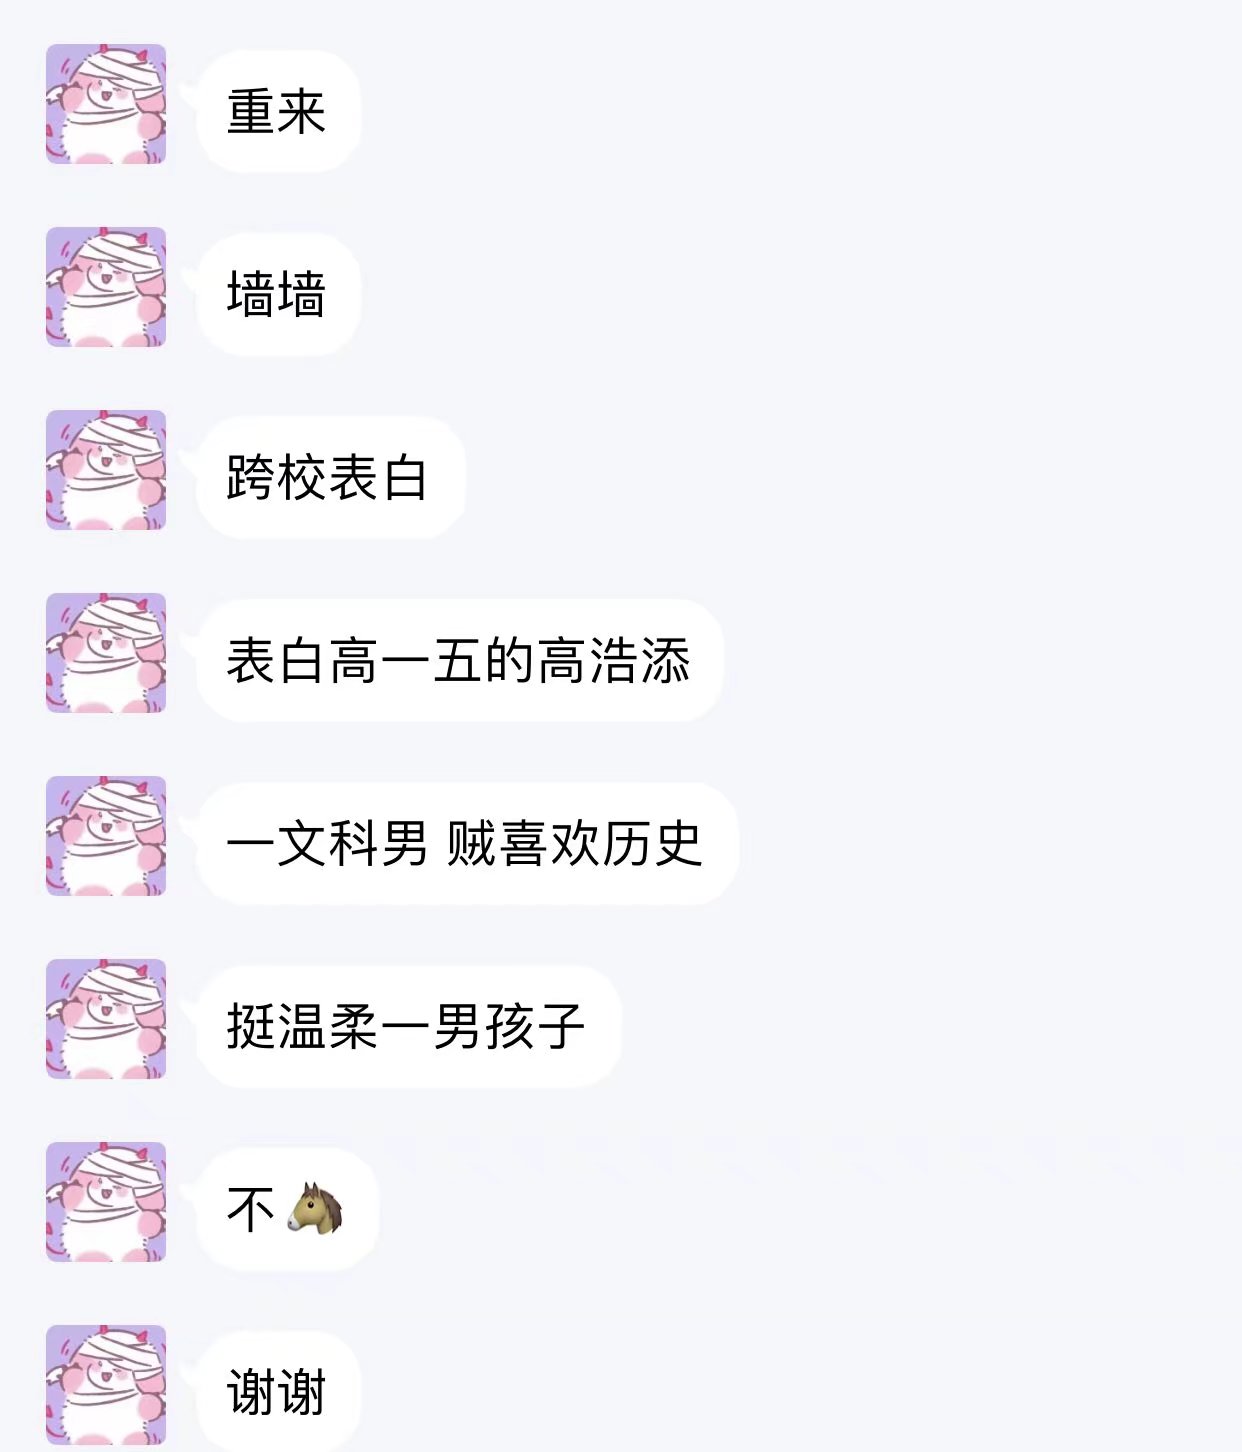 重来
墙墙
跨校表白
表白高一五的高浩添
一文科男 贼喜欢历史
挺温柔一男孩子
不🐴
谢谢